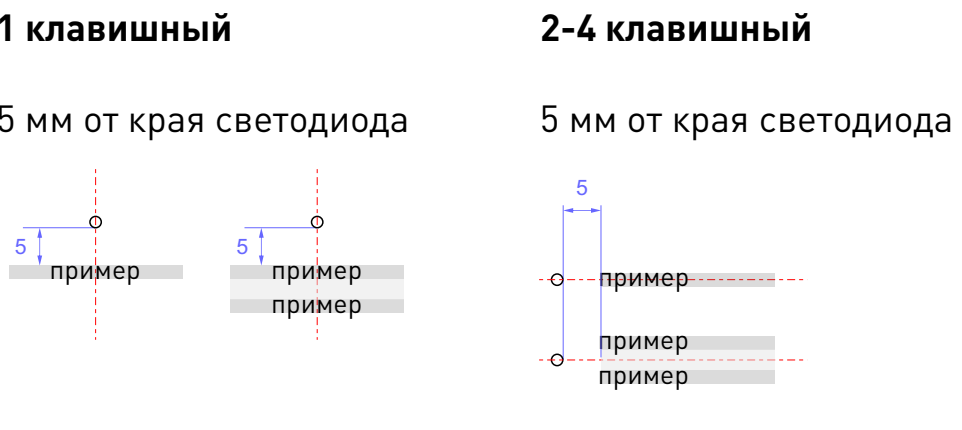 1 клавишный
5 мм от края светодиода
5
пример
5
пример
пример
2-4 клавишный
5 мм от края светодиода
5
пример
пример
пример